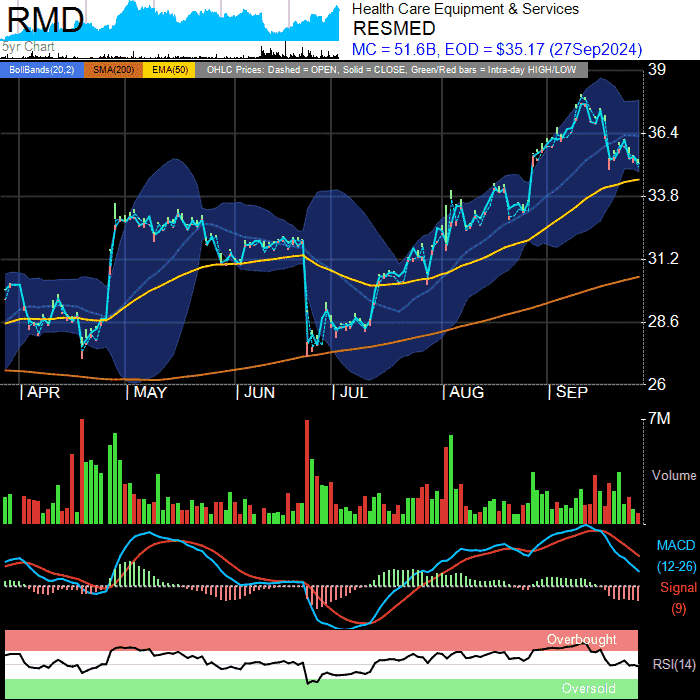 RMD
5yr Chart
Health Care Equipment & Services
RESMED
MC = 51.6B, EOD = $35.17 (27Sep2024)
BollBands(20,2) SMA(200) EMA(50) OHLC Prices: Dashed = OPEN, Solid = CLOSE, Green/Red bars = Intra-day HIGH/LOW
39
36.4
33.8
31.2
28.6
26
| APR | MAY | JUN | JUL | AUG | SEP
7M
Volume
MACD
(12-26)
Signal
(9)
Overbought
RSI(14)
Oversold